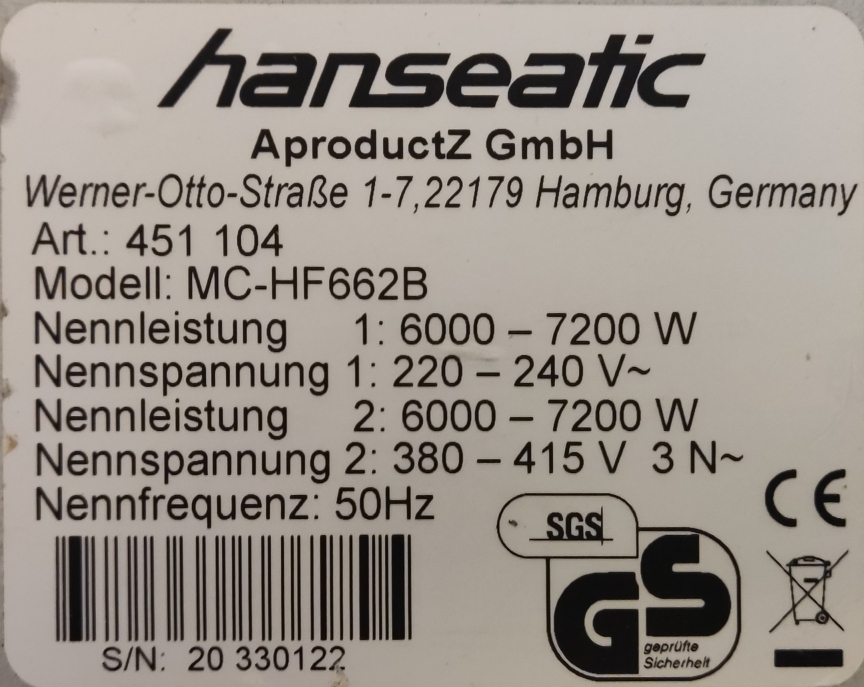 hanseatic
AproductZ GmbH
Werner-Otto-Straße 1-7,22179 Hamburg, Germany
Art.: 451 104
Modell: MC-HF662B
Nennleistung 1: 6000 – 7200 W
Nennspannung 1: 220 – 240 V~
Nennleistung 2: 6000 – 7200 W
Nennspannung 2: 380 – 415 V 3 N~
Nennfrequenz: 50Hz
CE
SGS
GS
geprüfte
Sicherheit
S/N: 20 330122